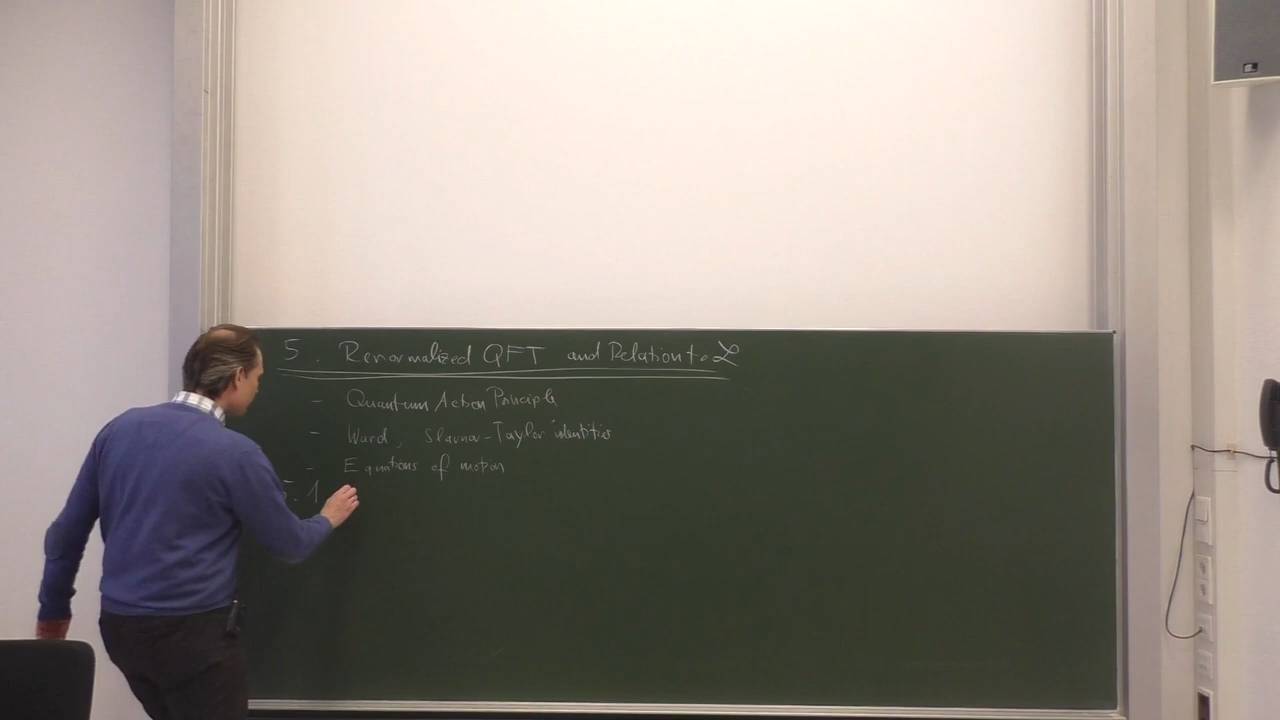 5. Renormalized QFT and Relation to ℒ
- Quantum Action Principle
- Ward, Slavnov-Taylor identities
- Equations of motion
5.1